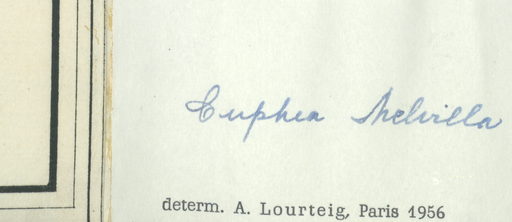 Cuphea Melvilla
determ. A. Lourteig, Paris 1956